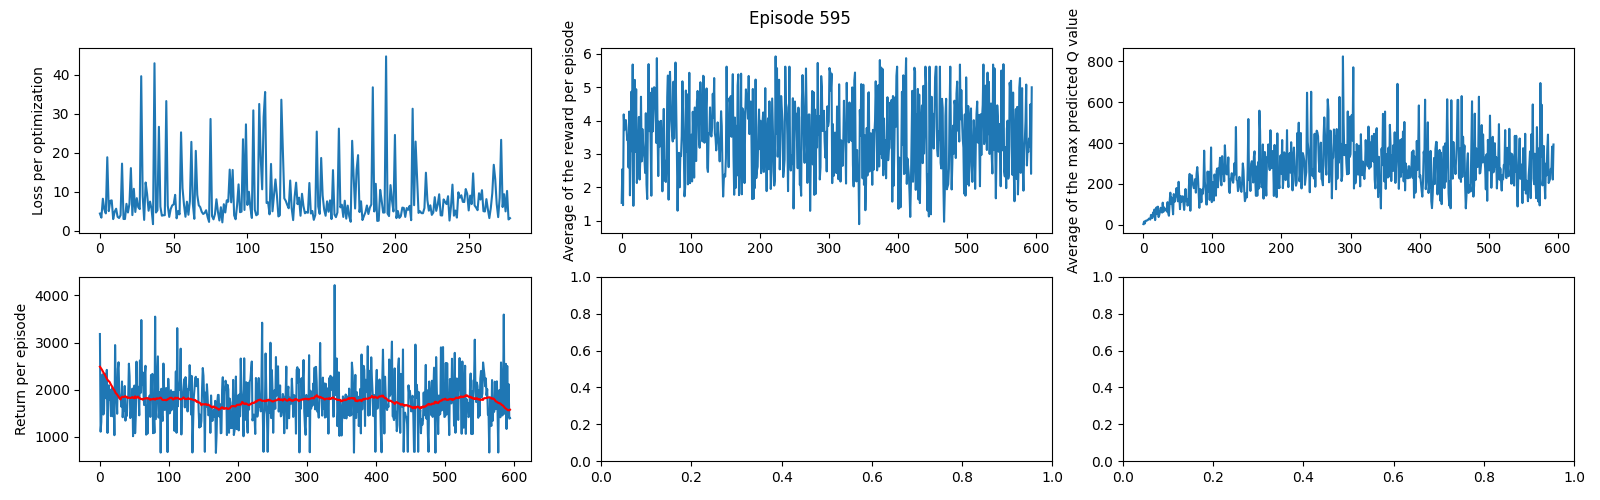 Episode 595
Loss per optimization
40
30
20
10
0
0 50 100 150 200 250
Average of the reward per episode
6
5
4
3
2
1
0 100 200 300 400 500 600
Average of the max predicted Q value
800
600
400
200
0
0 100 200 300 400 500 600
Return per episode
4000
3000
2000
1000
0 100 200 300 400 500 600
1.0
0.8
0.6
0.4
0.2
0.0
0.0 0.2 0.4 0.6 0.8 1.0
1.0
0.8
0.6
0.4
0.2
0.0
0.0 0.2 0.4 0.6 0.8 1.0